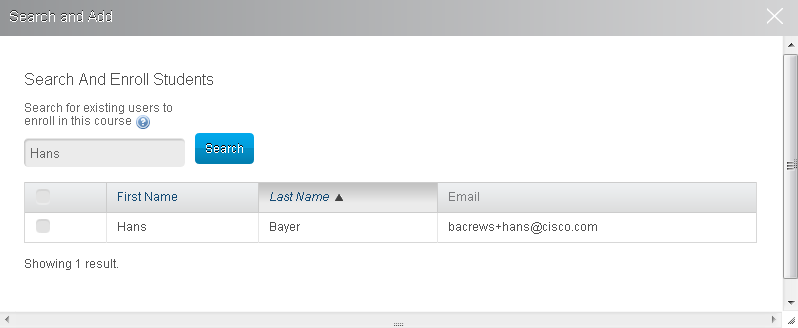 Search and Add
Search And Enroll Students
Search for existing users to
enroll in this course ?
Hans Search
First Name Last Name ▲ Email
Hans Bayer bacrews+hans@cisco.com
Showing 1 result.